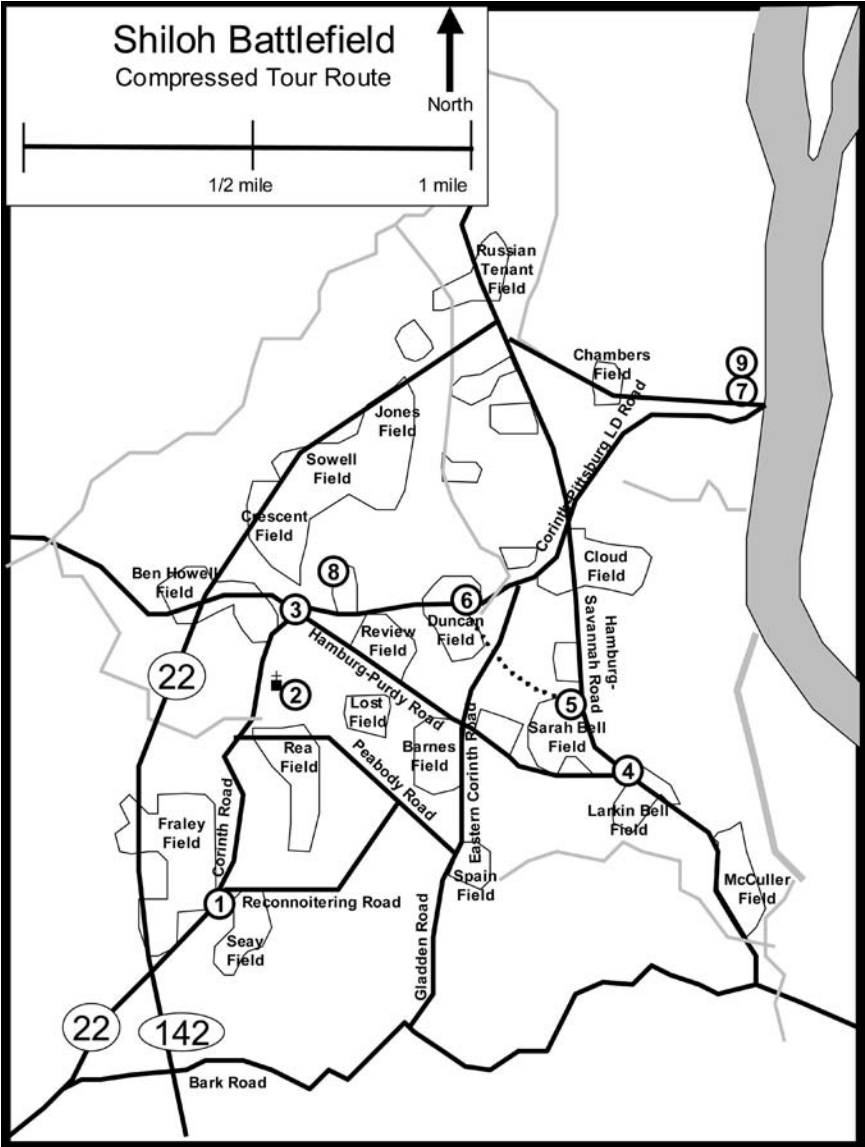 Shiloh Battlefield
Compressed Tour Route
North
1/2 mile
1 mile
Russian
Tenant
Field
Chambers
Field
9
7
Jones
Field
Corinth-Pittsburg LD Road
Sowell
Field
Crescent
Field
Cloud
Field
Ben Howell
Field
8
6
3
Duncan
Field
Review
Field
Hamburg-
Savannah Road
Hamburg-Purdy Road
22
2
5
Lost
Field
Sarah Bell
Field
Rea
Field
Barnes
Field
Peabody Road
Eastern Corinth Road
4
Corinth Road
Fraley
Field
Larkin Bell
Field
Spain
Field
McCuller
Field
1
Reconnoitering Road
Seay
Field
Gladden Road
22
142
Bark Road